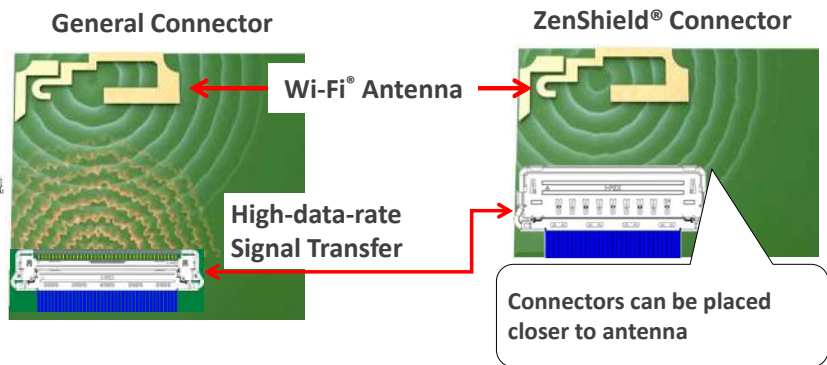 General Connector
ZenShield® Connector
Wi-Fi® Antenna
High-data-rate
Signal Transfer
I-PEX
Connectors can be placed
closer to antenna